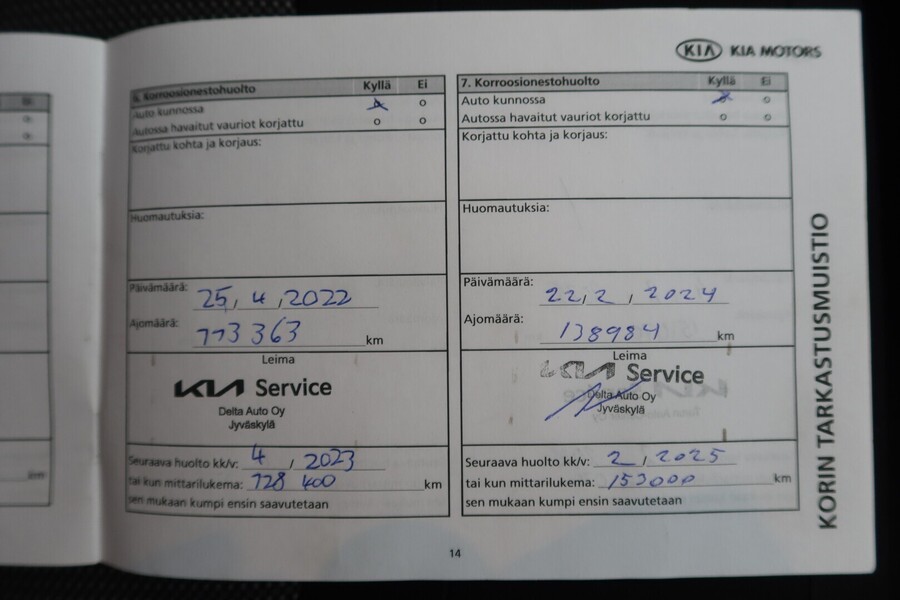 KIA KIA MOTORS
6. Korroosionestohuolto Kyllä Ei
Auto kunnossa
Autossa havaitut vauriot korjattu
Korjattu kohta ja korjaus:
Huomautuksia:
Päivämäärä: 25, 4, 2022
Ajomäärä: 113 363 km
Leima
KIA Service
Delta Auto Oy
Jyväskylä
Seuraava huolto kk/v: 4, 2023
tai kun mittarilukema: 128 400 km
sen mukaan kumpi ensin saavutetaan
7. Korroosionestohuolto Kyllä Ei
Auto kunnossa
Autossa havaitut vauriot korjattu
Korjattu kohta ja korjaus:
Huomautuksia:
Päivämäärä: 22, 2, 2024
Ajomäärä: 138984 km
Leima
KIA Service
Delta Auto Oy
Jyväskylä
Seuraava huolto kk/v: 2, 2025
tai kun mittarilukema: 153000 km
sen mukaan kumpi ensin saavutetaan
KORIN TARKASTUSMUISTIO
14